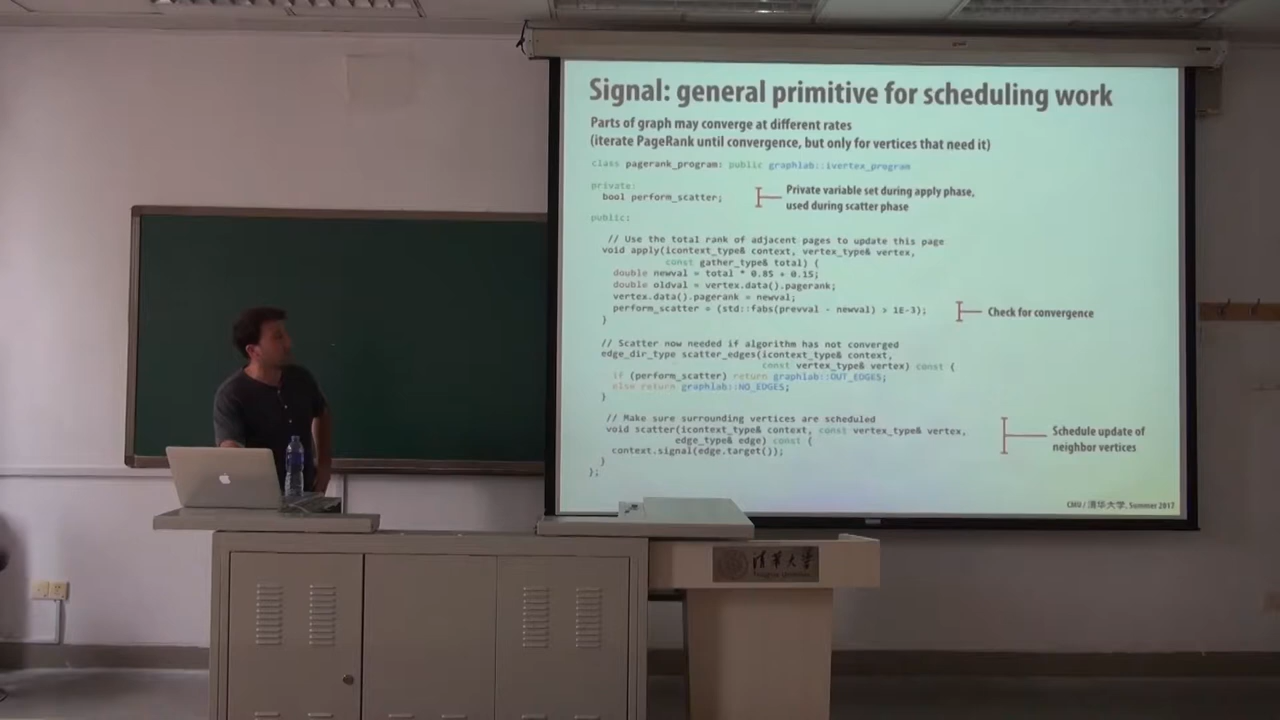 Signal: general primitive for scheduling work
Parts of graph may converge at different rates
(iterate PageRank until convergence, but only for vertices that need it)
class pagerank_program: public graphlab::ivertex_program
private:
bool perform_scatter;
Private variable set during apply phase,
used during scatter phase
public:
// Use the total rank of adjacent pages to update this page
void apply(icontext_type& context, vertex_type& vertex,
const gather_type& total) {
double newval = total * 0.85 + 0.15;
double oldval = vertex.data().pagerank;
vertex.data().pagerank = newval;
perform_scatter = (std::fabs(prevval - newval) > 1E-3);
Check for convergence
}
// Scatter now needed if algorithm has not converged
edge_dir_type scatter_edges(icontext_type& context,
const vertex_type& vertex) const {
if (perform_scatter) return graphlab::OUT_EDGES;
else return graphlab::NO_EDGES;
}
// Make sure surrounding vertices are scheduled
void scatter(icontext_type& context, const vertex_type& vertex,
edge_type& edge) const {
context.signal(edge.target());
Schedule update of
neighbor vertices
}
};
CMU / 清华大学, Summer 2017
清华大学